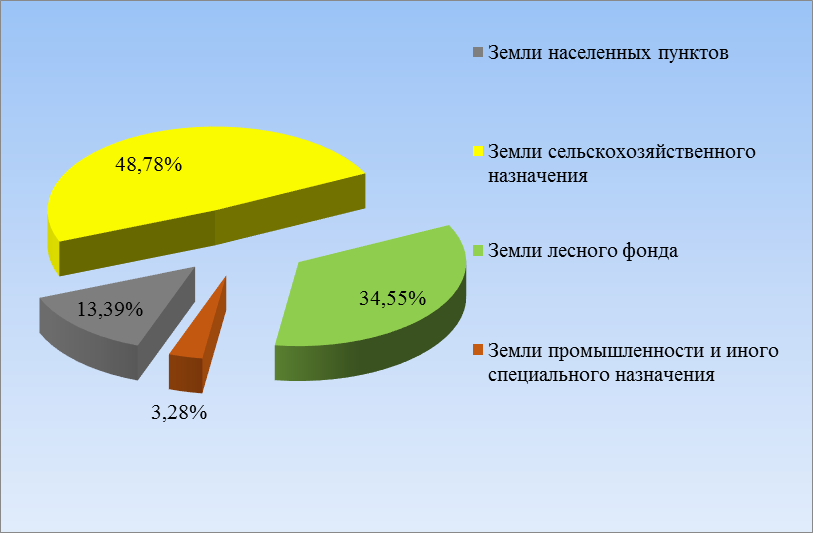 48,78%
34,55%
13,39%
3,28%
Земли населенных пунктов
Земли сельскохозяйственного
назначения
Земли лесного фонда
Земли промышленности и иного
специального назначения